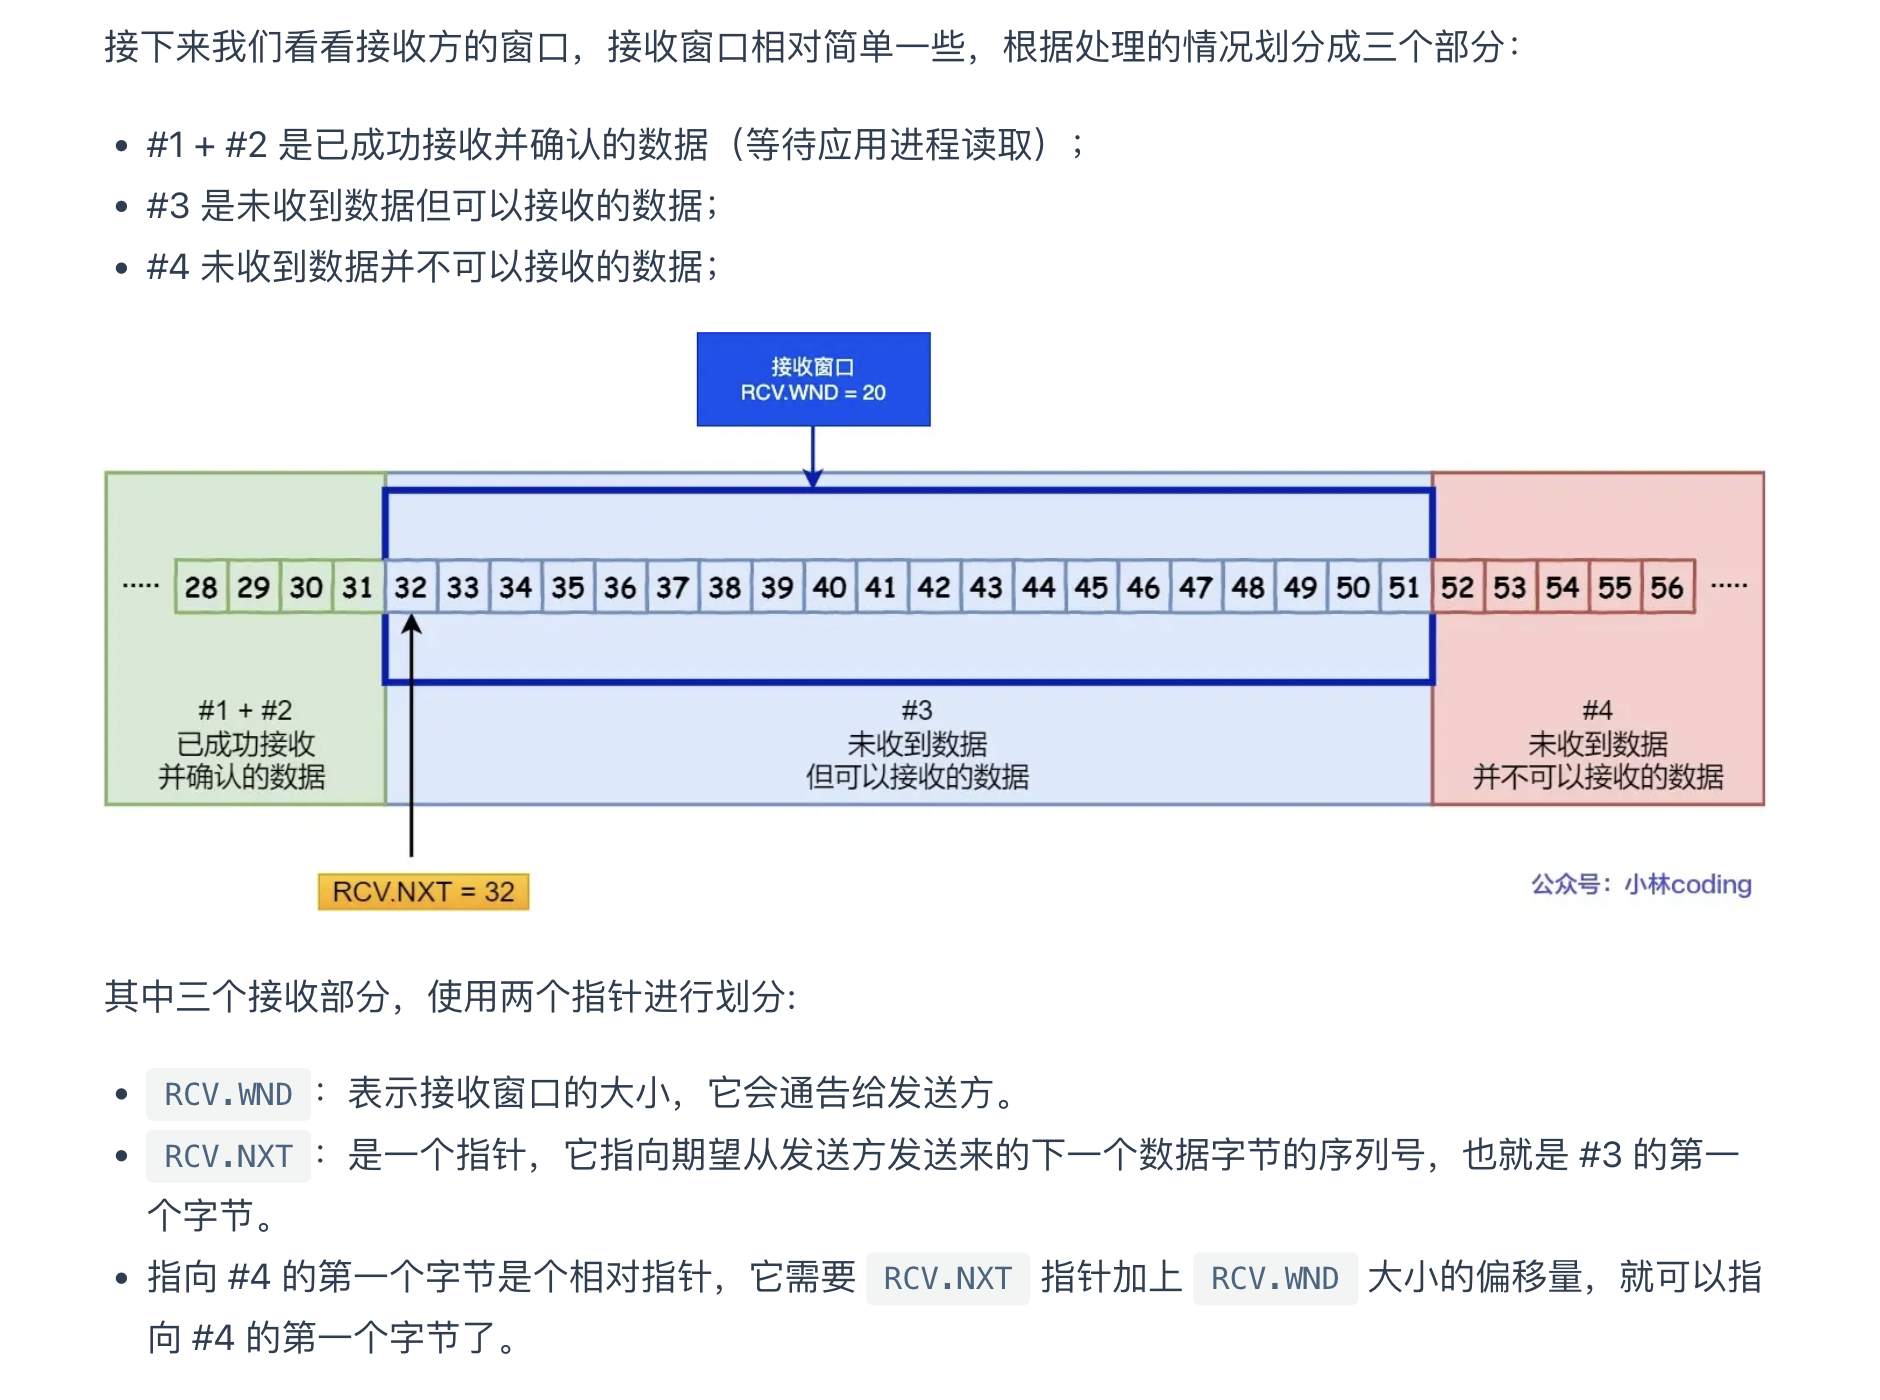 接下来我们看看接收方的窗口，接收窗口相对简单一些，根据处理的情况划分成三个部分：
• #1 + #2 是已成功接收并确认的数据（等待应用进程读取）；
• #3 是未收到数据但可以接收的数据；
• #4 未收到数据并不可以接收的数据；
接收窗口
RCV.WND = 20
····· 28 29 30 31 32 33 34 35 36 37 38 39 40 41 42 43 44 45 46 47 48 49 50 51 52 53 54 55 56 ·····
#1 + #2
已成功接收
并确认的数据
#3
未收到数据
但可以接收的数据
#4
未收到数据
并不可以接收的数据
RCV.NXT = 32
公众号：小林coding
其中三个接收部分，使用两个指针进行划分:
• RCV.WND ：表示接收窗口的大小，它会通告给发送方。
• RCV.NXT ：是一个指针，它指向期望从发送方发送来的下一个数据字节的序列号，也就是 #3 的第一
个字节。
• 指向 #4 的第一个字节是个相对指针，它需要 RCV.NXT 指针加上 RCV.WND 大小的偏移量，就可以指
向 #4 的第一个字节了。